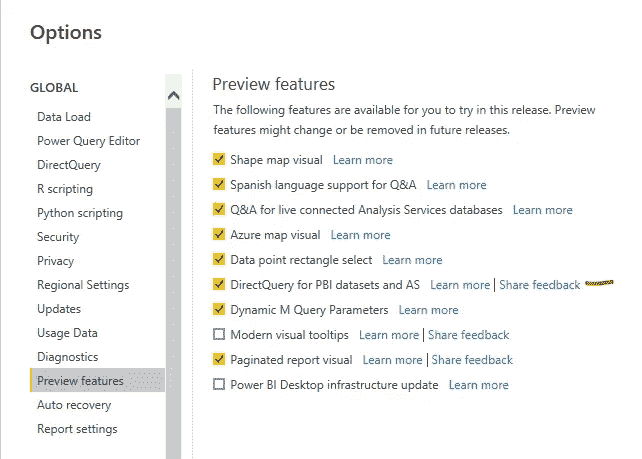 Options
GLOBAL
Data Load
Power Query Editor
DirectQuery
R scripting
Python scripting
Security
Privacy
Regional Settings
Updates
Usage Data
Diagnostics
Preview features
Auto recovery
Report settings
Preview features
The following features are available for you to try in this release. Preview
features might change or be removed in future releases.
Shape map visual Learn more
Spanish language support for Q&A Learn more
Q&A for live connected Analysis Services databases Learn more
Azure map visual Learn more
Data point rectangle select Learn more
DirectQuery for PBI datasets and AS Learn more | Share feedback
Dynamic M Query Parameters Learn more
Modern visual tooltips Learn more | Share feedback
Paginated report visual Learn more | Share feedback
Power BI Desktop infrastructure update Learn more